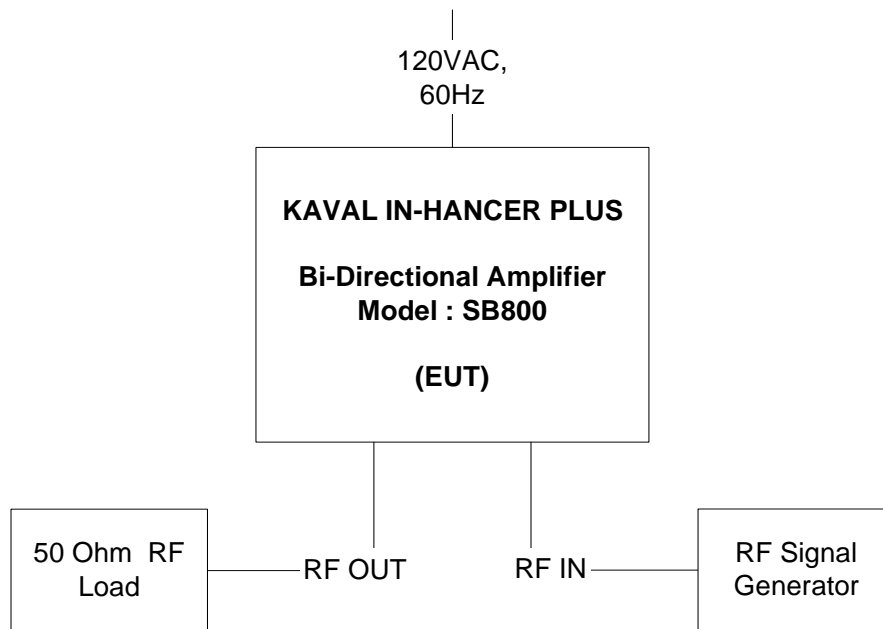 120VAC,
60Hz
KAVAL IN-HANCER PLUS
Bi-Directional Amplifier
Model : SB800
(EUT)
50 Ohm RF
Load
RF OUT
RF IN
RF Signal
Generator